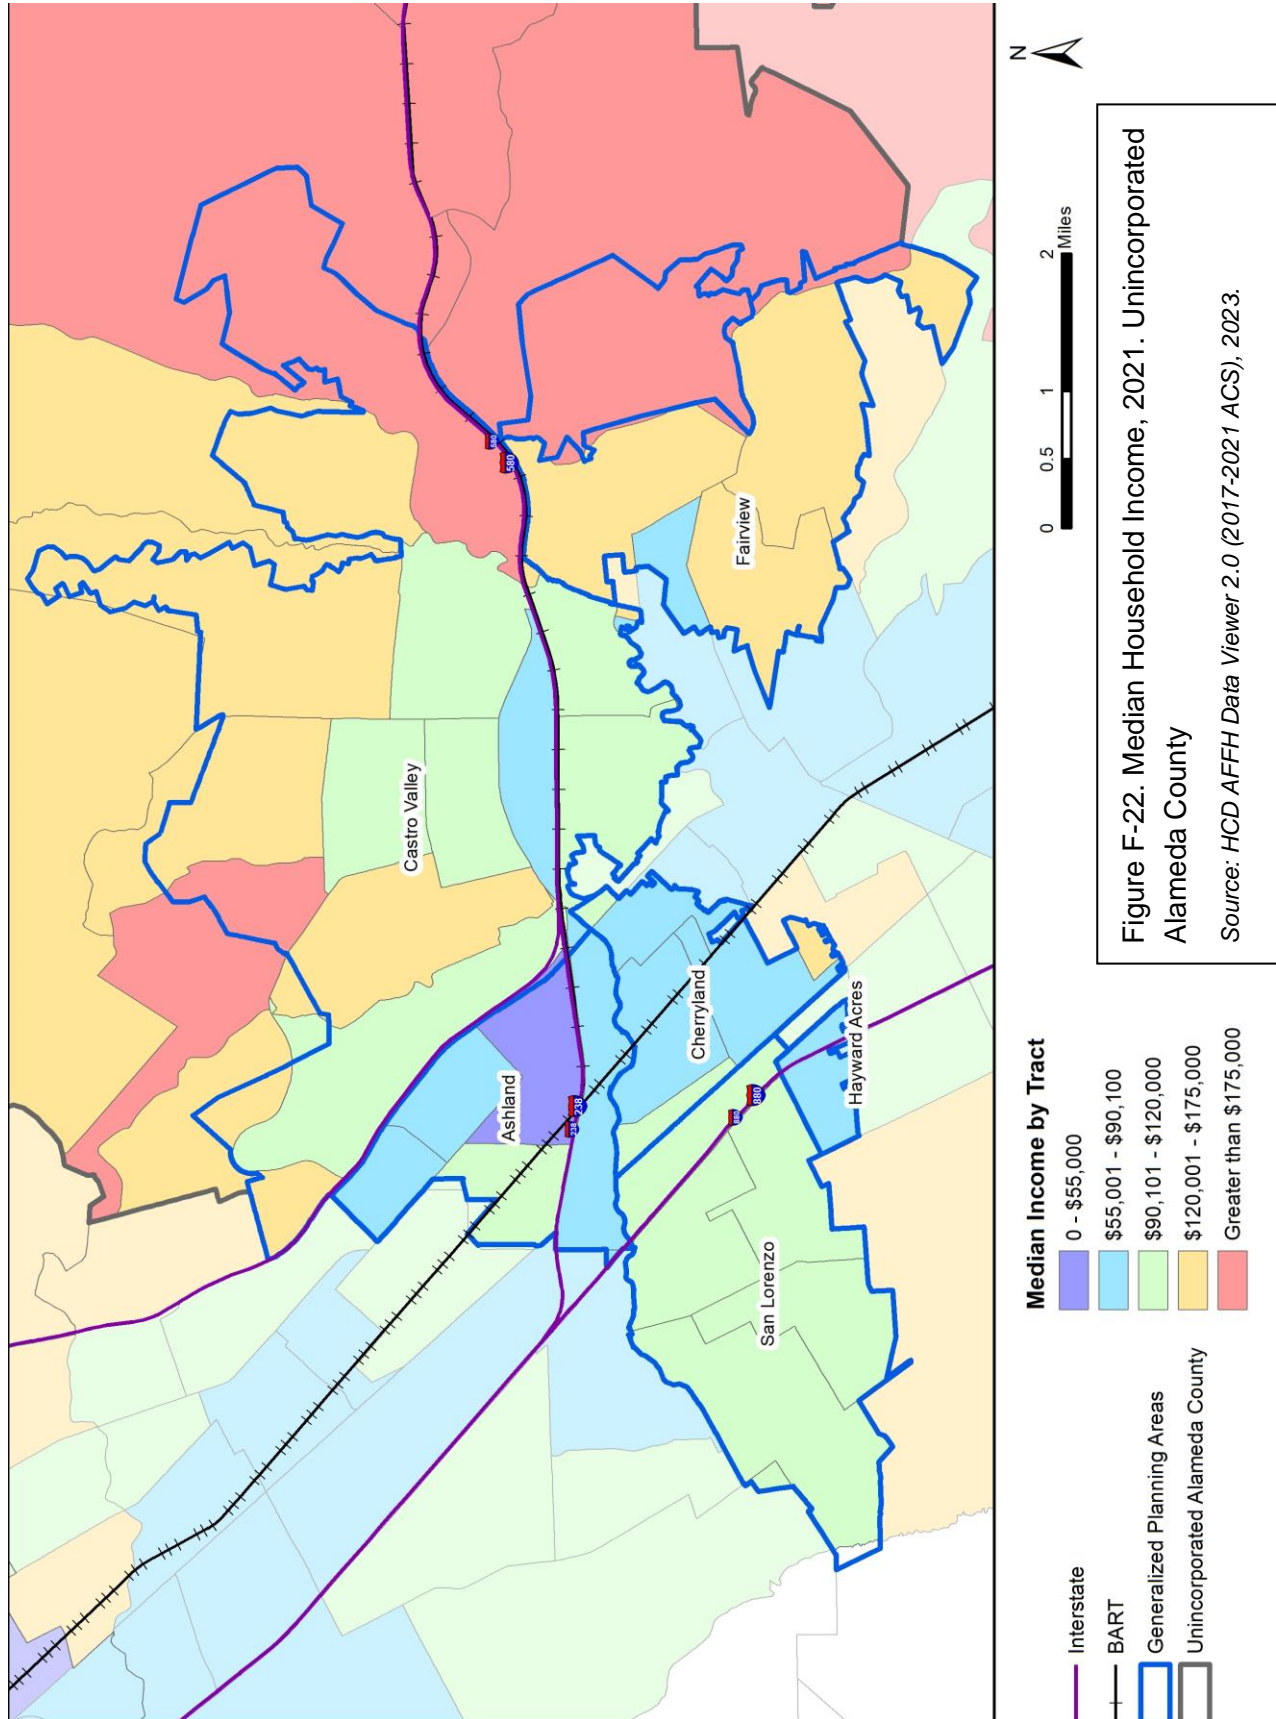 Castro Valley
Fairview
Ashland
Cherryland
San Lorenzo
Hayward Acres
580
580
238
238
880
880
N
0 0.5 1 2
Miles
Interstate
BART
Generalized Planning Areas
Unincorporated Alameda County
Median Income by Tract
0 - $55,000
$55,001 - $90,100
$90,101 - $120,000
$120,001 - $175,000
Greater than $175,000
Figure F-22. Median Household Income, 2021. Unincorporated
Alameda County
Source: HCD AFFH Data Viewer 2.0 (2017-2021 ACS), 2023.